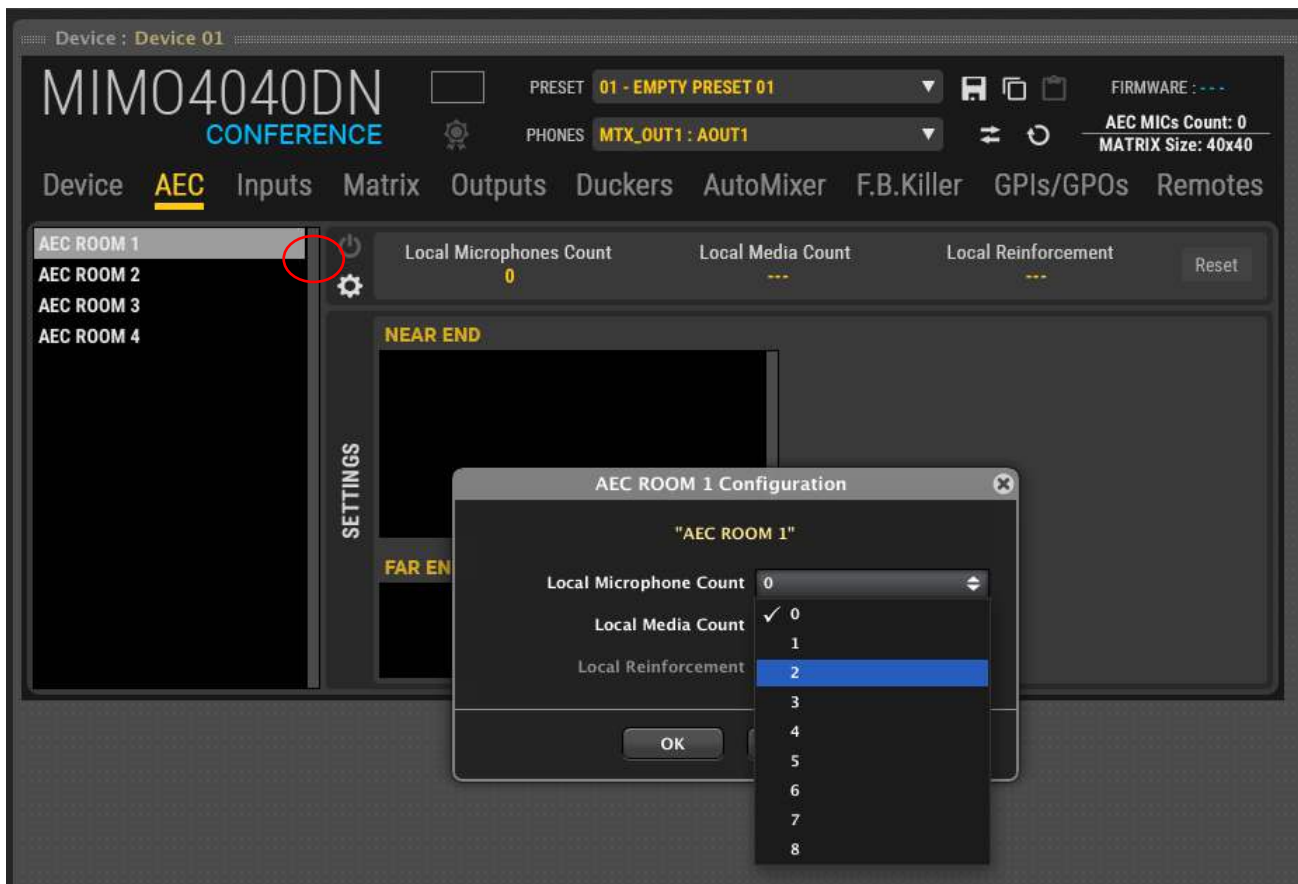 Device : Device 01
MIMO4040DN
CONFERENCE
PRESET 01 - EMPTY PRESET 01
FIRMWARE : - - -
PHONES MTX_OUT1 : AOUT1
AEC MICs Count: 0
MATRIX Size: 40x40
Device AEC Inputs Matrix Outputs Duckers AutoMixer F.B.Killer GPIs/GPOs Remotes
AEC ROOM 1
AEC ROOM 2
AEC ROOM 3
AEC ROOM 4
Local Microphones Count Local Media Count Local Reinforcement
0 --- ---
Reset
SETTINGS
NEAR END
FAR EN
AEC ROOM 1 Configuration
"AEC ROOM 1"
Local Microphone Count 0
Local Media Count
Local Reinforcement
✓ 0
1
2
3
4
5
6
7
8
OK